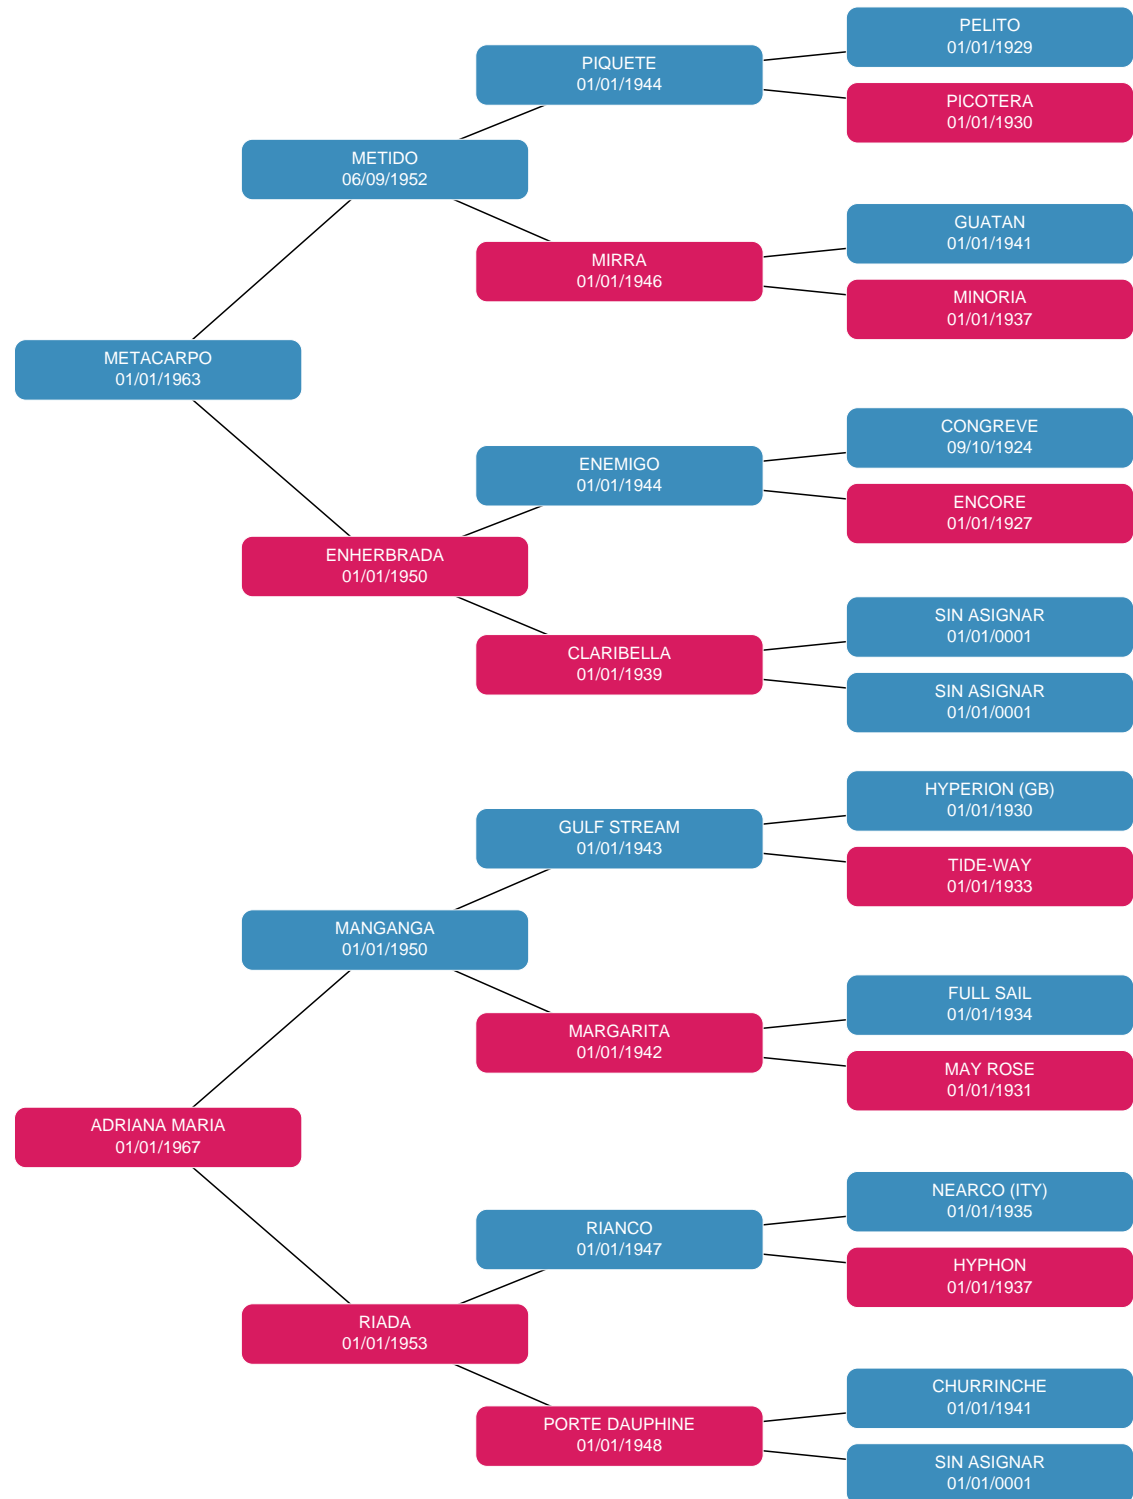 PELITO
01/01/1929
PIQUETE
01/01/1944
PICOTERA
01/01/1930
METIDO
06/09/1952
GUATAN
01/01/1941
MIRRA
01/01/1946
MINORIA
01/01/1937
METACARPO
01/01/1963
CONGREVE
09/10/1924
ENEMIGO
01/01/1944
ENCORE
01/01/1927
ENHERBRADA
01/01/1950
SIN ASIGNAR
01/01/0001
CLARIBELLA
01/01/1939
SIN ASIGNAR
01/01/0001
HYPERION (GB)
01/01/1930
GULF STREAM
01/01/1943
TIDE-WAY
01/01/1933
MANGANGA
01/01/1950
FULL SAIL
01/01/1934
MARGARITA
01/01/1942
MAY ROSE
01/01/1931
ADRIANA MARIA
01/01/1967
NEARCO (ITY)
01/01/1935
RIANCO
01/01/1947
HYPHON
01/01/1937
RIADA
01/01/1953
CHURRINCHE
01/01/1941
PORTE DAUPHINE
01/01/1948
SIN ASIGNAR
01/01/0001